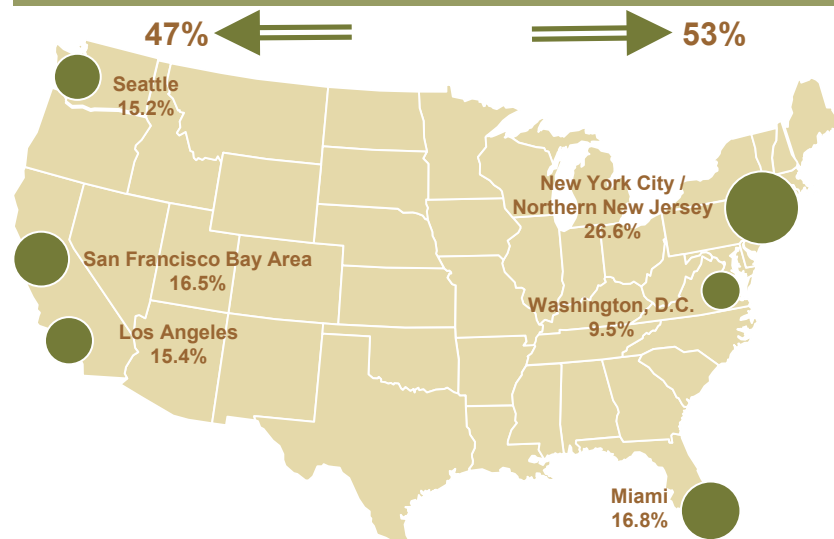 47%
53%
Seattle
15.2%
New York City /
Northern New Jersey
26.6%
San Francisco Bay Area
16.5%
Washington, D.C.
9.5%
Los Angeles
15.4%
Miami
16.8%